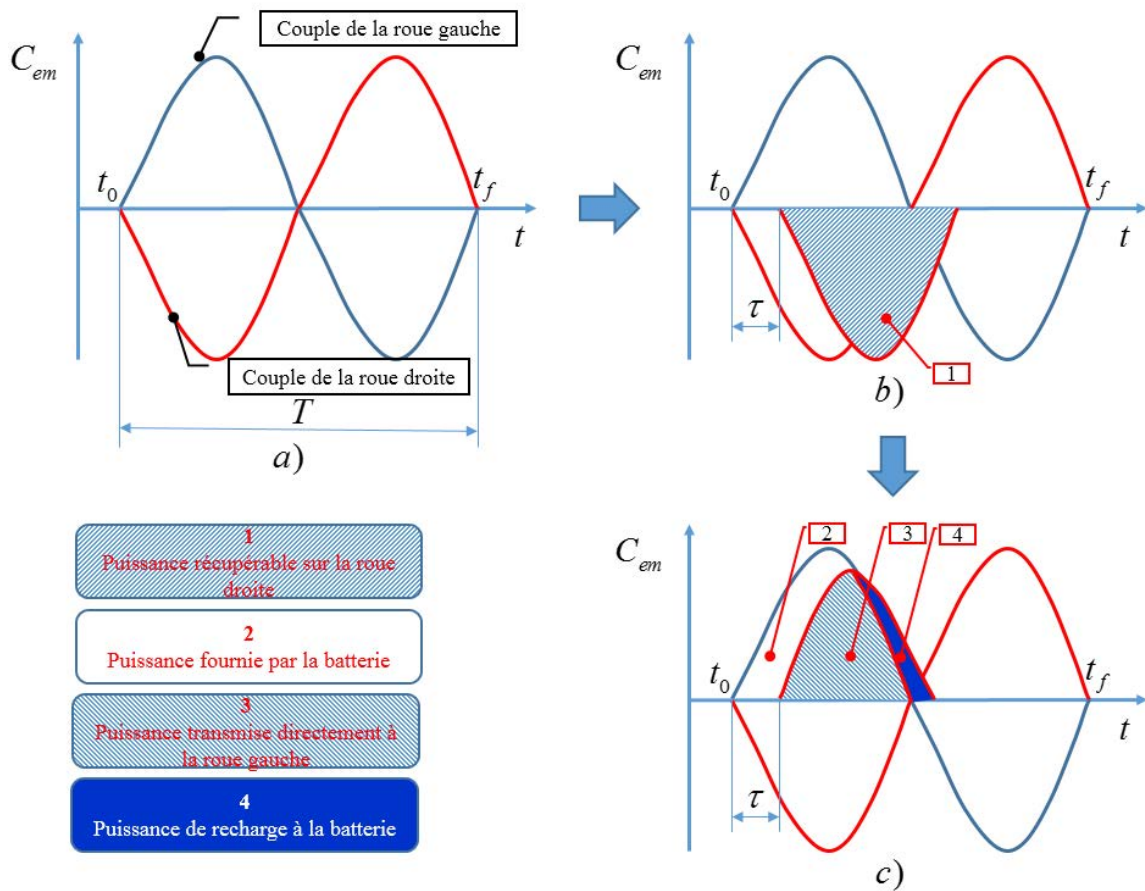 Couple de la roue gauche
C_em
t_0
t_f
t
Couple de la roue droite
T
a)
C_em
t_0
t_f
t
τ
1
b)
1
Puissance récupérable sur la roue
droite
2
Puissance fournie par la batterie
3
Puissance transmise directement à
la roue gauche
4
Puissance de recharge à la batterie
2
3
4
C_em
t_0
t_f
t
τ
c)